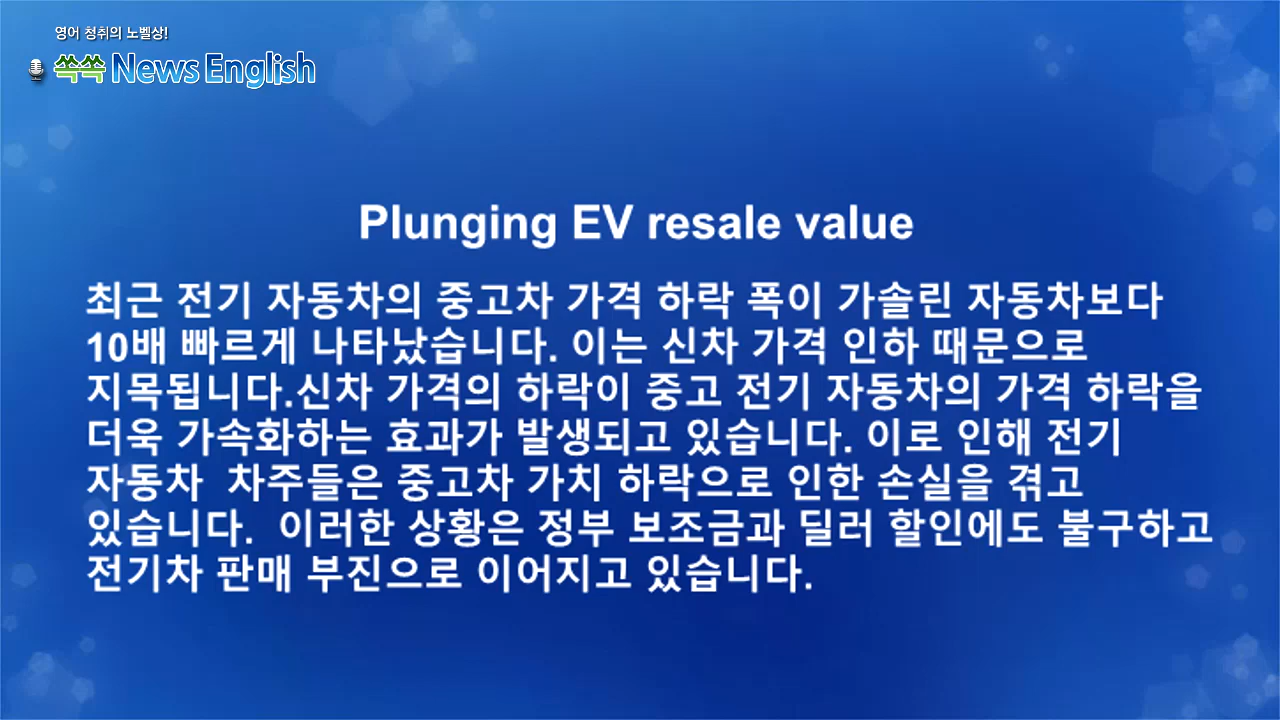 영어 청취의 노벨상!
쏙쏙 News English
Plunging EV resale value
최근 전기 자동차의 중고차 가격 하락 폭이 가솔린 자동차보다
10배 빠르게 나타났습니다. 이는 신차 가격 인하 때문으로
지목됩니다.신차 가격의 하락이 중고 전기 자동차의 가격 하락을
더욱 가속화하는 효과가 발생되고 있습니다. 이로 인해 전기
자동차  차주들은 중고차 가치 하락으로 인한 손실을 겪고
있습니다.  이러한 상황은 정부 보조금과 딜러 할인에도 불구하고
전기차 판매 부진으로 이어지고 있습니다.